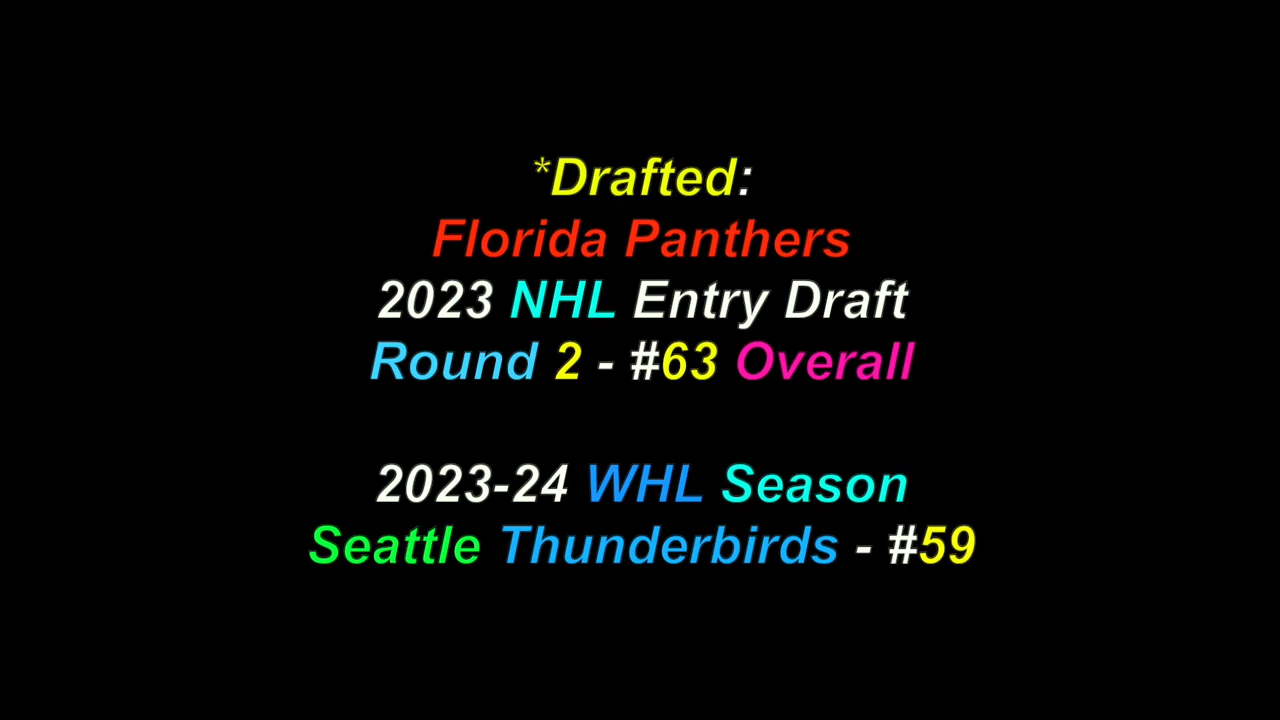 *Drafted:
Florida Panthers
2023 NHL Entry Draft
Round 2 - #63 Overall
2023-24 WHL Season
Seattle Thunderbirds - #59